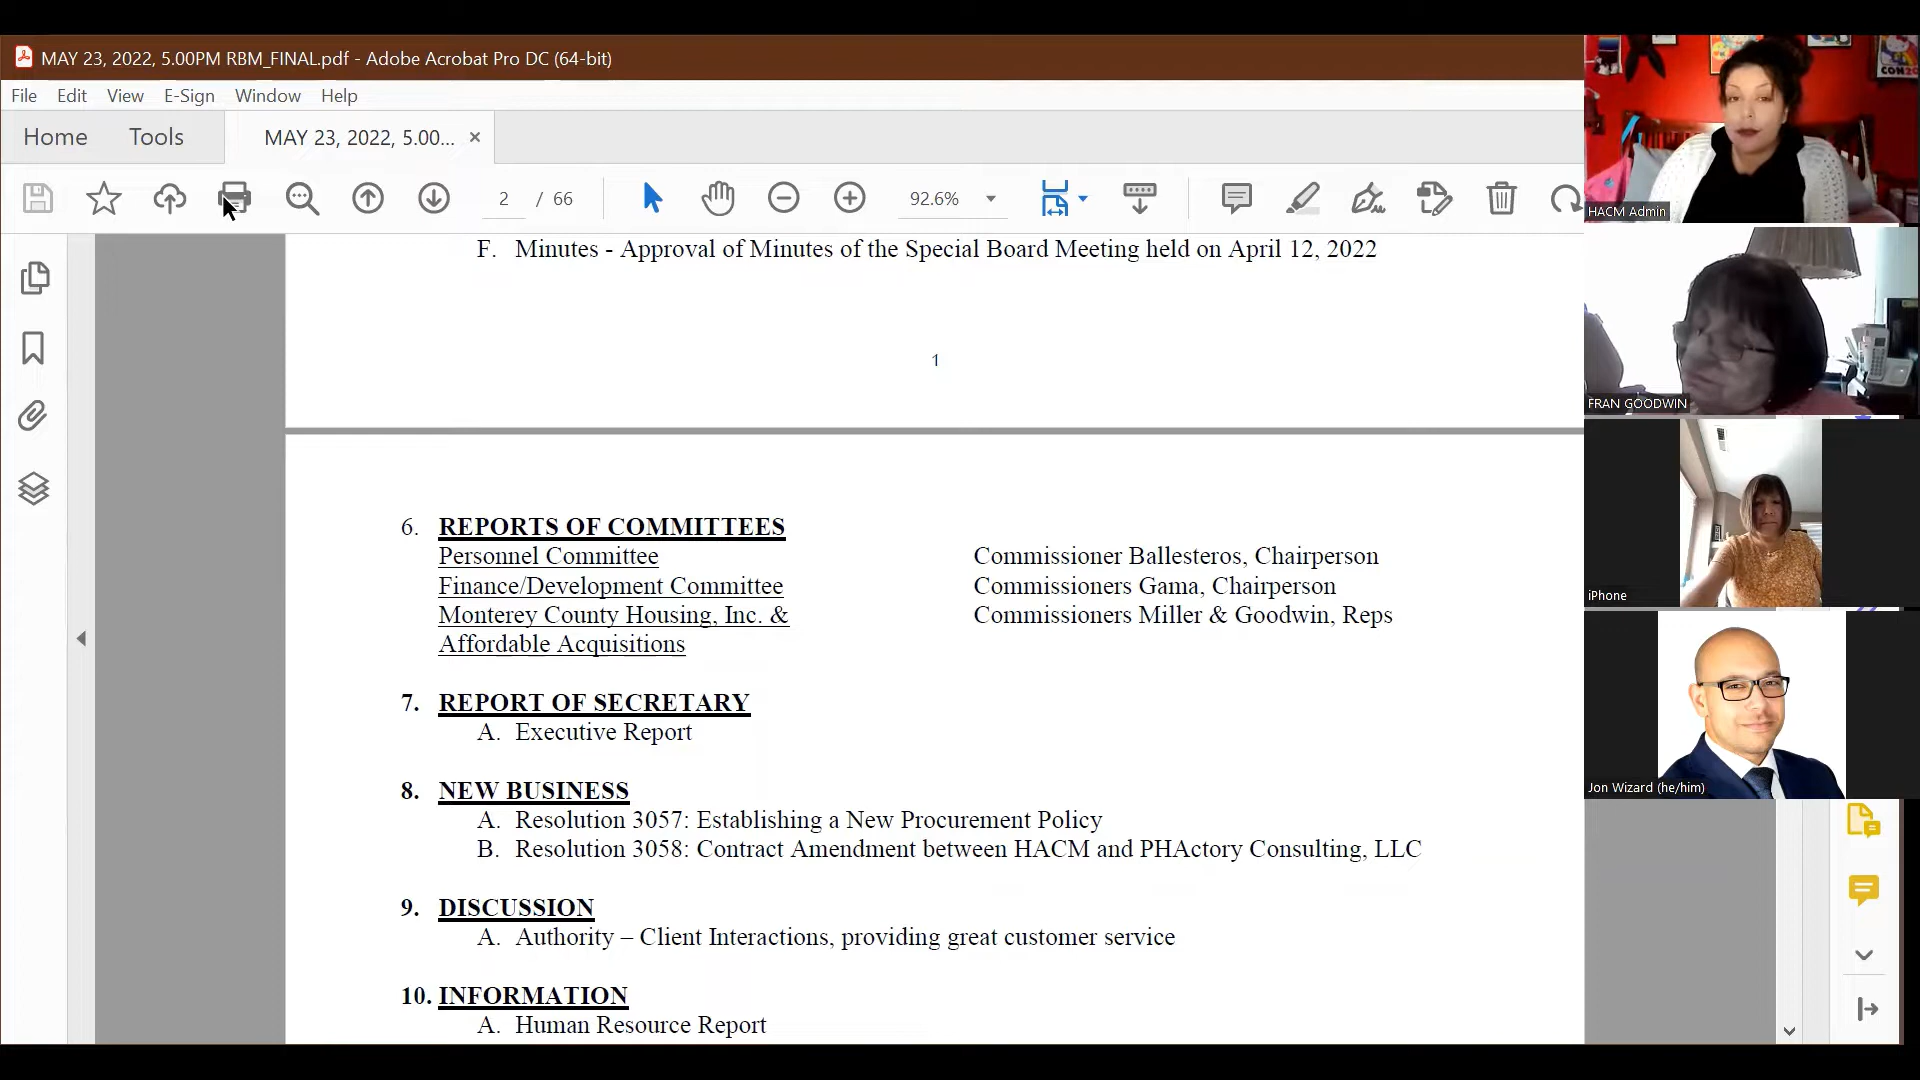 MAY 23, 2022, 5.00PM RBM_FINAL.pdf - Adobe Acrobat Pro DC (64-bit)
File Edit View E-Sign Window Help
Home Tools MAY 23, 2022, 5.00... ×
2 / 66 92.6%
F. Minutes - Approval of Minutes of the Special Board Meeting held on April 12, 2022
1
6. REPORTS OF COMMITTEES
Personnel Committee Commissioner Ballesteros, Chairperson
Finance/Development Committee Commissioners Gama, Chairperson
Monterey County Housing, Inc. & Commissioners Miller & Goodwin, Reps
Affordable Acquisitions
7. REPORT OF SECRETARY
A. Executive Report
8. NEW BUSINESS
A. Resolution 3057: Establishing a New Procurement Policy
B. Resolution 3058: Contract Amendment between HACM and PHActory Consulting, LLC
9. DISCUSSION
A. Authority – Client Interactions, providing great customer service
10. INFORMATION
A. Human Resource Report
CON
HACM Admin
FRAN GOODWIN
iPhone
Jon Wizard (he/him)